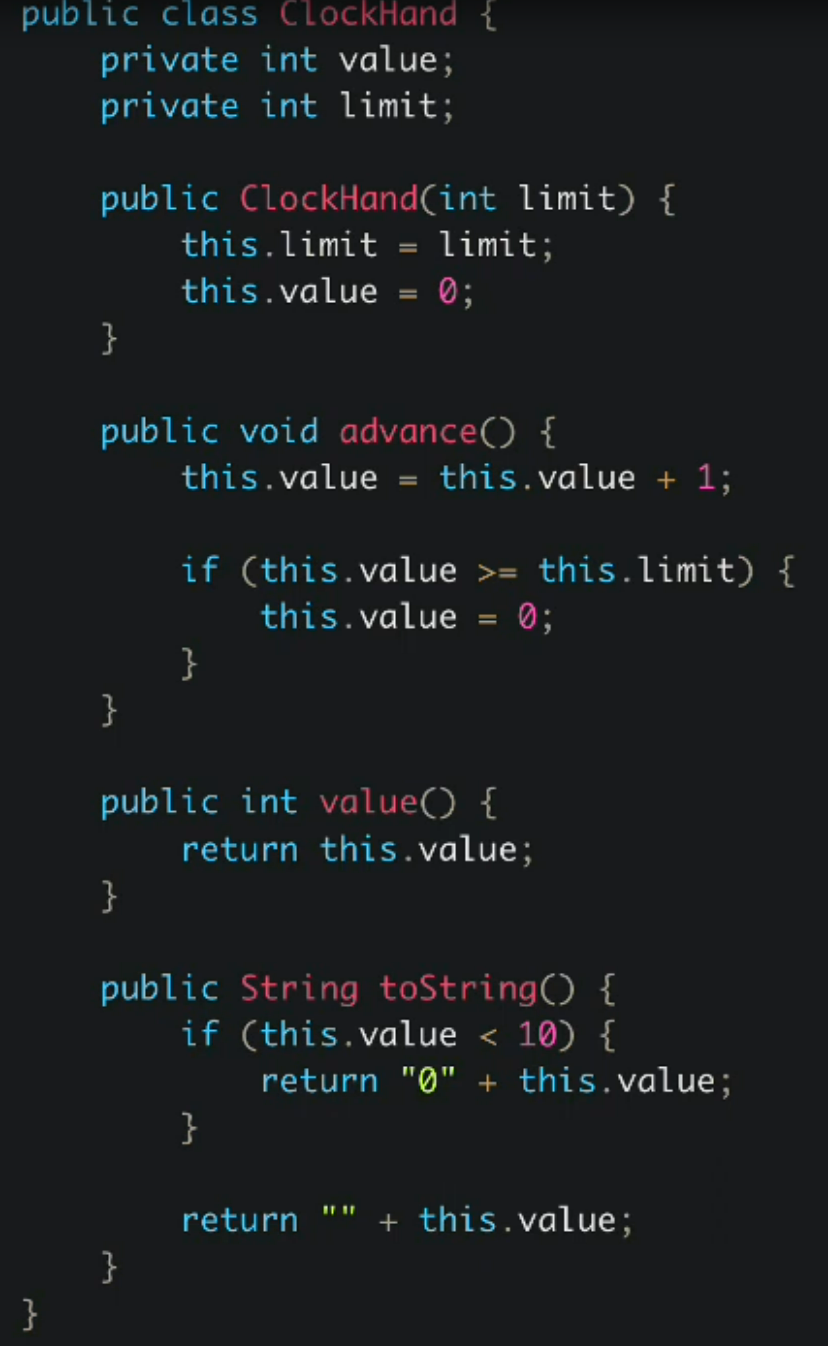 public class ClockHand {
    private int value;
    private int limit;

    public ClockHand(int limit) {
        this.limit = limit;
        this.value = 0;
    }

    public void advance() {
        this.value = this.value + 1;

        if (this.value >= this.limit) {
            this.value = 0;
        }
    }

    public int value() {
        return this.value;
    }

    public String toString() {
        if (this.value < 10) {
            return "0" + this.value;
        }

        return "" + this.value;
    }
}